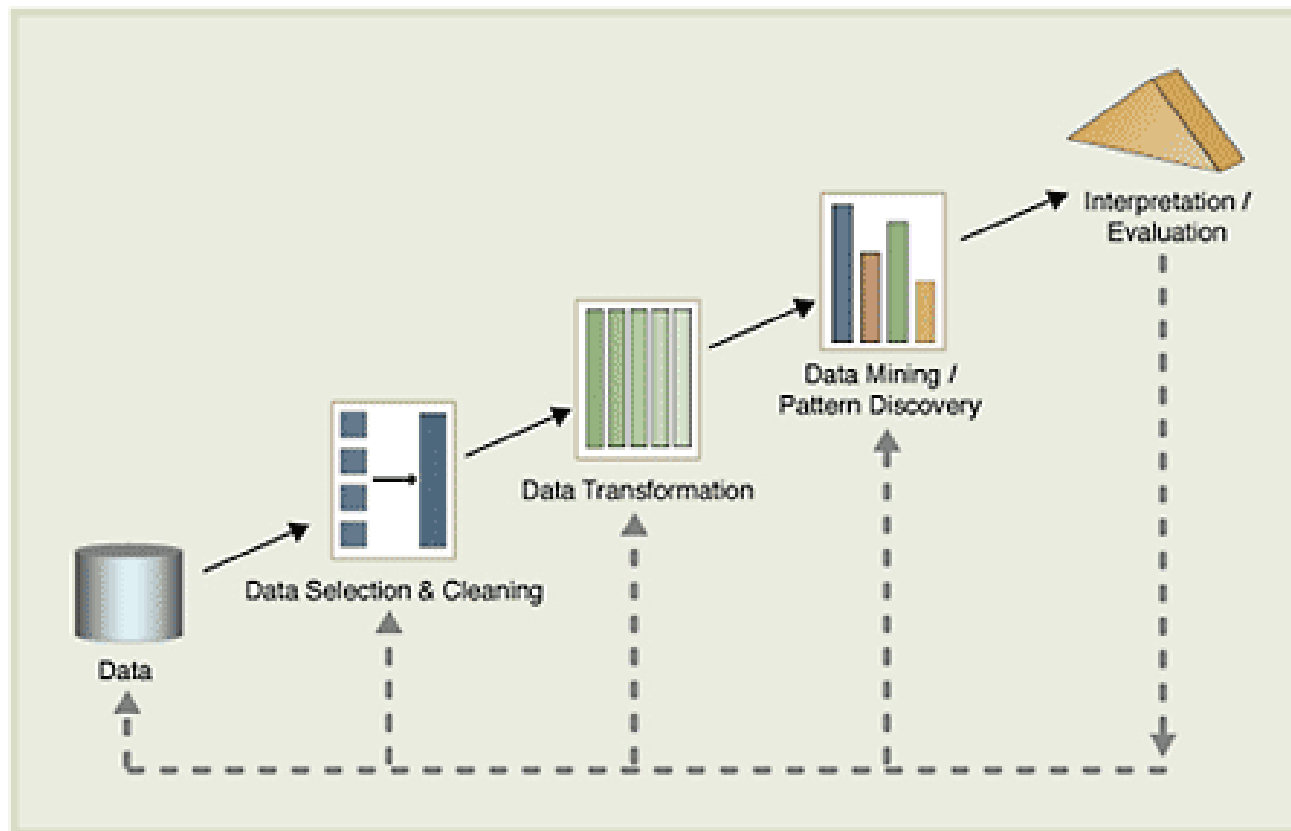 Data
Data Selection & Cleaning
Data Transformation
Data Mining /
Pattern Discovery
Interpretation /
Evaluation